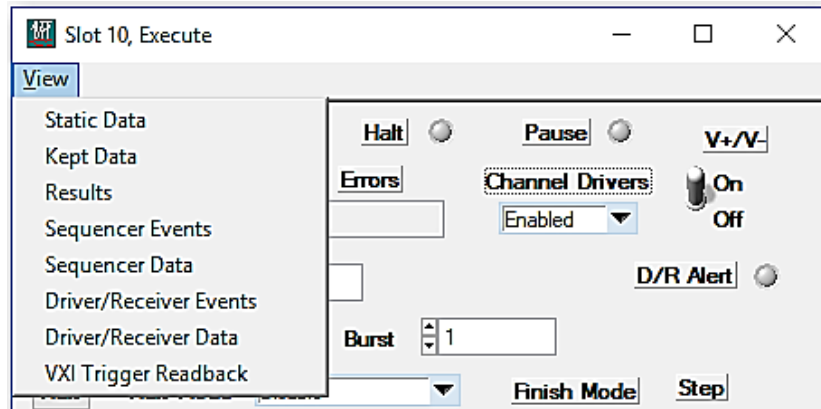 Slot 10, Execute
View
Static Data
Kept Data
Results
Sequencer Events
Sequencer Data
Driver/Receiver Events
Driver/Receiver Data
VXI Trigger Readback
Halt Pause V+/V-
Errors Channel Drivers On
Enabled Off
D/R Alert
Burst 1
Finish Mode Step